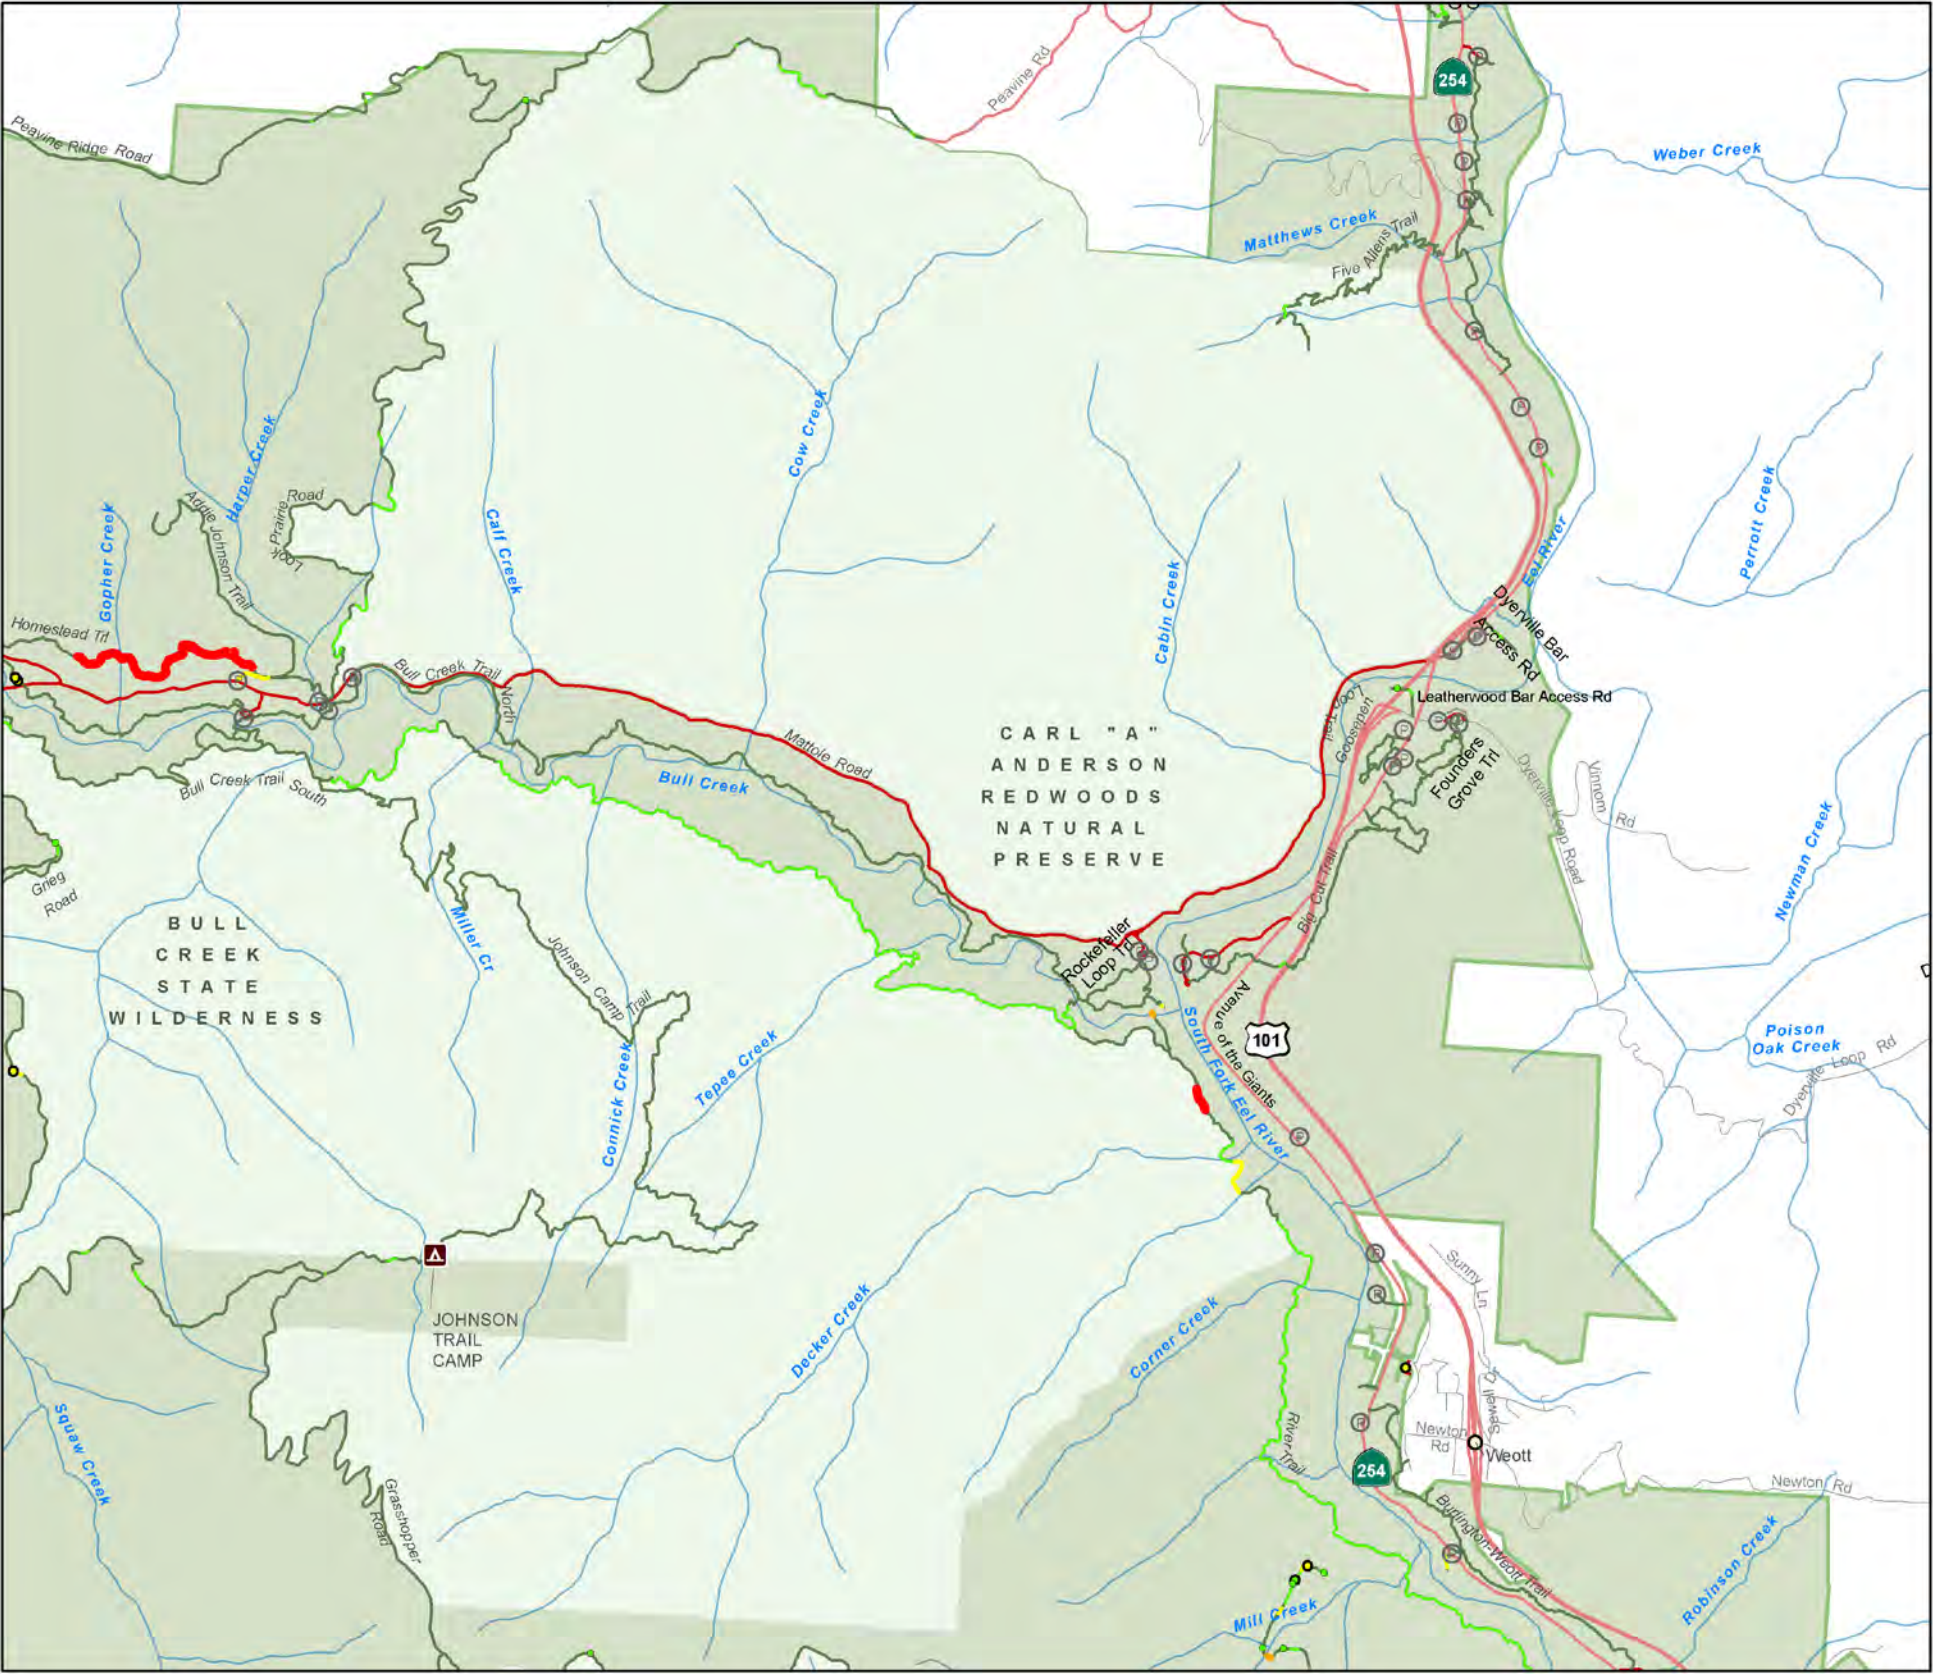 254
Peavine Rd
Peavine Ridge Road
Weber Creek
Matthews Creek
Five Allens Trail
Cow Creek
Harper Creek
Addie Johnson Trail
Look
Prairie
Road
Gopher Creek
Calf Creek
Perrott Creek
Eel River
Cabin Creek
Homestead Trl
Bull Creek Trail
North
Dyerville Bar
Access Rd
Leatherwood Bar Access Rd
Goosepen
Loop Trail
Founders
Grove Trl
Mattole Road
Bull Creek
Bull Creek Trail South
CARL "A"
ANDERSON
REDWOODS
NATURAL
PRESERVE
Dyerville Loop Road
Rd
Newman Creek
Grieg
Road
Big Cut Trail
BULL
CREEK
STATE
WILDERNESS
Miller Cr
Johnson Camp Trail
Rockefeller
Loop Trl
Avenue of the Giants
101
South Fork Eel River
Poison
Oak Creek
Dyerville Loop Rd
Tepee Creek
Connick Creek
Sunny Ln
JOHNSON
TRAIL
CAMP
Decker Creek
Corner Creek
Sewell Dr
Newton
Rd
Weott
River
Trail
254
Newton Rd
Squaw Creek
Grasshopper
Road
Burlington-Weott Trail
Robinson Creek
Mill Creek